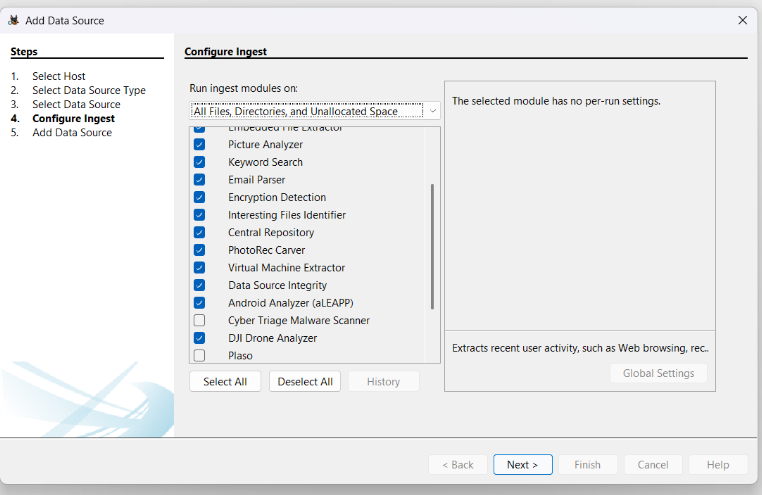 Add Data Source
Steps
1. Select Host
2. Select Data Source Type
3. Select Data Source
4. Configure Ingest
5. Add Data Source
Configure Ingest
Run ingest modules on:
All Files, Directories, and Unallocated Space
Embedded File Extractor
Picture Analyzer
Keyword Search
Email Parser
Encryption Detection
Interesting Files Identifier
Central Repository
PhotoRec Carver
Virtual Machine Extractor
Data Source Integrity
Android Analyzer (aLEAPP)
Cyber Triage Malware Scanner
DJI Drone Analyzer
Plaso
Select All
Deselect All
History
The selected module has no per-run settings.
Extracts recent user activity, such as Web browsing, rec..
Global Settings
< Back
Next >
Finish
Cancel
Help